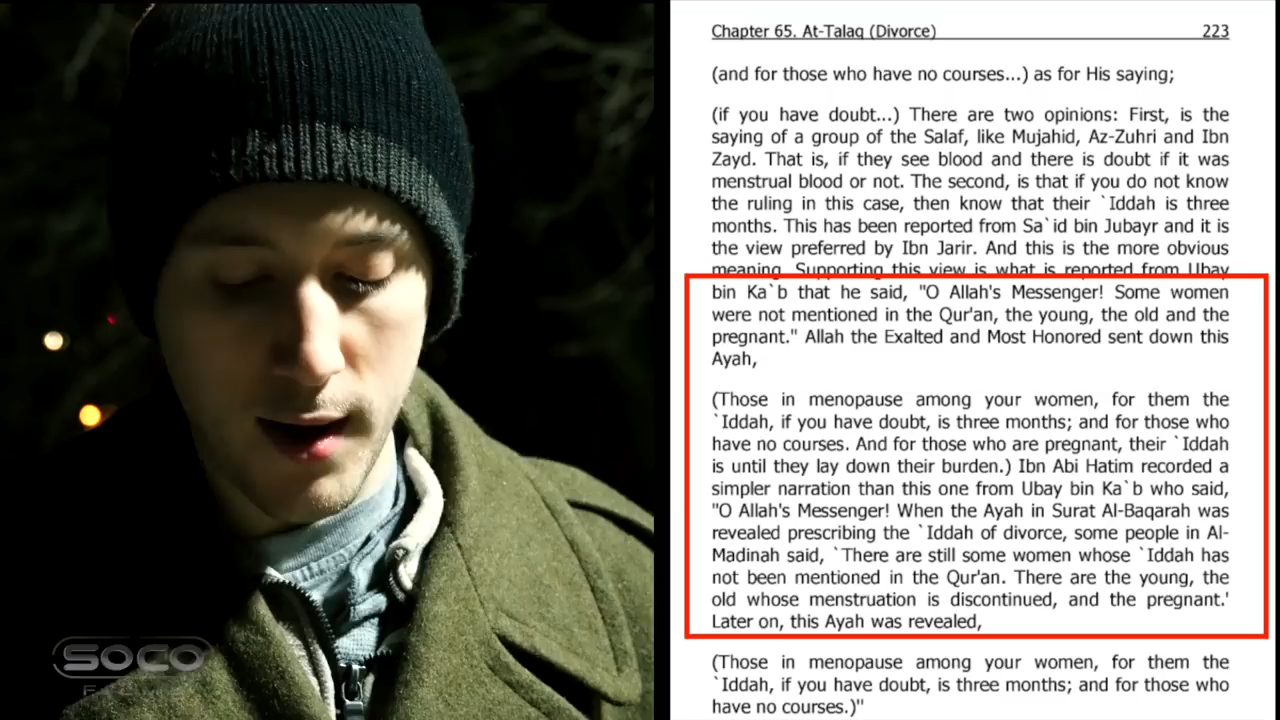 Chapter 65. At-Talaq (Divorce) 223
(and for those who have no courses...) as for His saying;
(if you have doubt...) There are two opinions: First, is the
saying of a group of the Salaf, like Mujahid, Az-Zuhri and Ibn
Zayd. That is, if they see blood and there is doubt if it was
menstrual blood or not. The second, is that if you do not know
the ruling in this case, then know that their `Iddah is three
months. This has been reported from Sa`id bin Jubayr and it is
the view preferred by Ibn Jarir. And this is the more obvious
meaning. Supporting this view is what is reported from Ubay
bin Ka`b that he said, "O Allah's Messenger! Some women
were not mentioned in the Qur'an, the young, the old and the
pregnant." Allah the Exalted and Most Honored sent down this
Ayah,
(Those in menopause among your women, for them the
`Iddah, if you have doubt, is three months; and for those who
have no courses. And for those who are pregnant, their `Iddah
is until they lay down their burden.) Ibn Abi Hatim recorded a
simpler narration than this one from Ubay bin Ka`b who said,
"O Allah's Messenger! When the Ayah in Surat Al-Baqarah was
revealed prescribing the `Iddah of divorce, some people in Al-
Madinah said, `There are still some women whose `Iddah has
not been mentioned in the Qur'an. There are the young, the
old whose menstruation is discontinued, and the pregnant.'
Later on, this Ayah was revealed,
(Those in menopause among your women, for them the
`Iddah, if you have doubt, is three months; and for those who
have no courses.)"
SOCO
FILMS